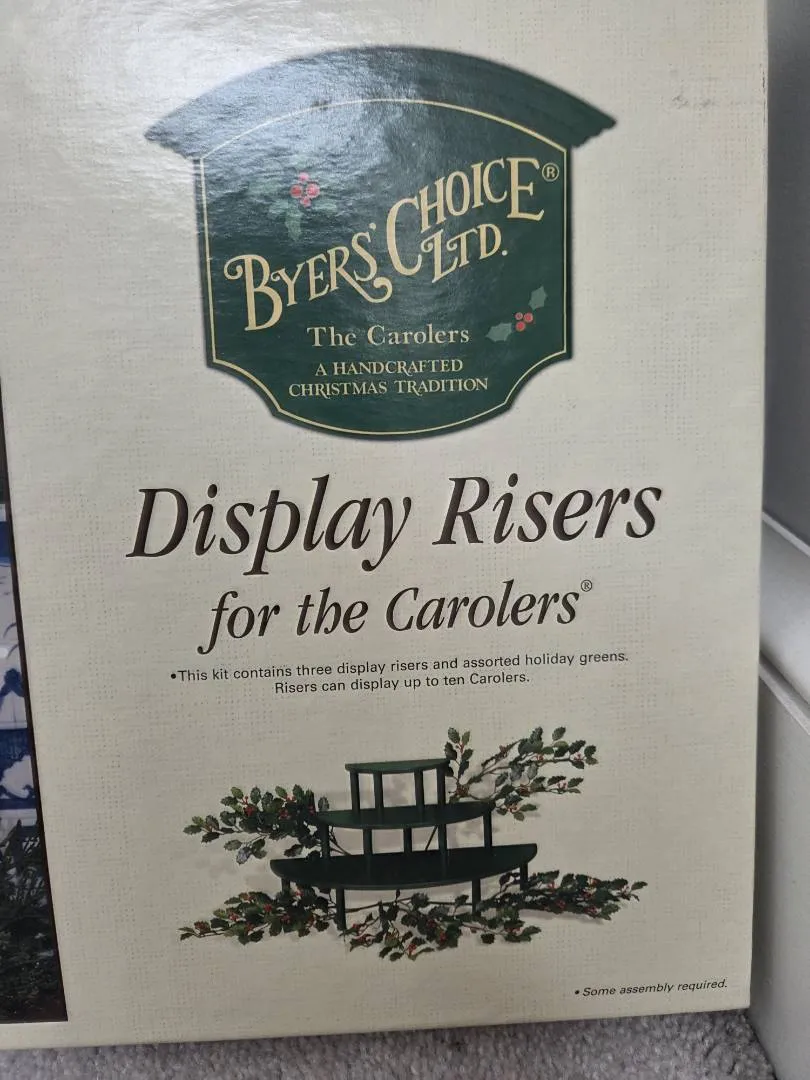 BYERS' CHOICE®
LTD.
The Carolers
A HANDCRAFTED
CHRISTMAS TRADITION
Display Risers
for the Carolers®
•This kit contains three display risers and assorted holiday greens.
Risers can display up to ten Carolers.
• Some assembly required.